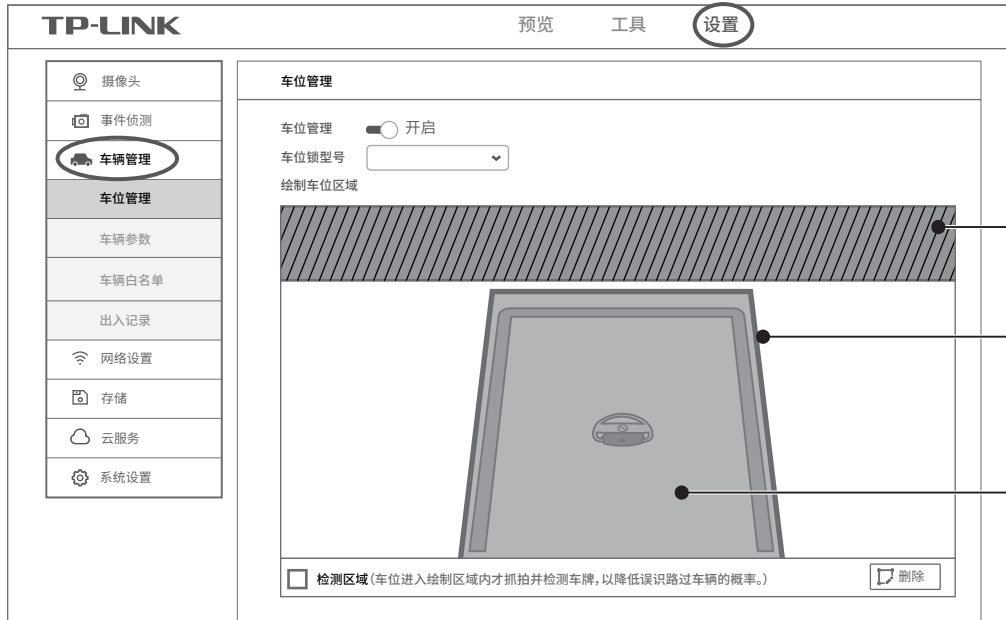 TP-LINK 预览 工具 设置
摄像头
事件侦测
车辆管理
车位管理
车辆参数
车辆白名单
出入记录
网络设置
存储
云服务
系统设置
车位管理
车位管理 开启
车位锁型号
绘制车位区域
检测区域(车位进入绘制区域内才抓拍并检测车牌,以降低误识路过车辆的概率。) 删除